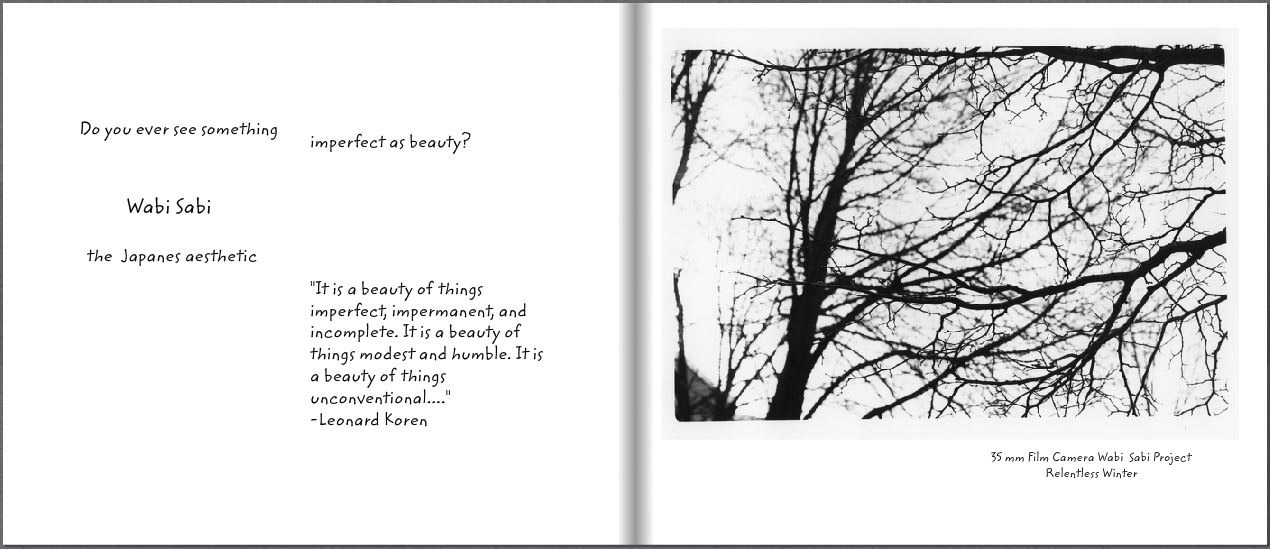 Do you ever see something
imperfect as beauty?
Wabi Sabi
the Japanes aesthetic
"It is a beauty of things
imperfect, impermanent, and
incomplete. It is a beauty of
things modest and humble. It is
a beauty of things
unconventional...."
-Leonard Koren
35 mm Film Camera Wabi Sabi Project
Relentless Winter